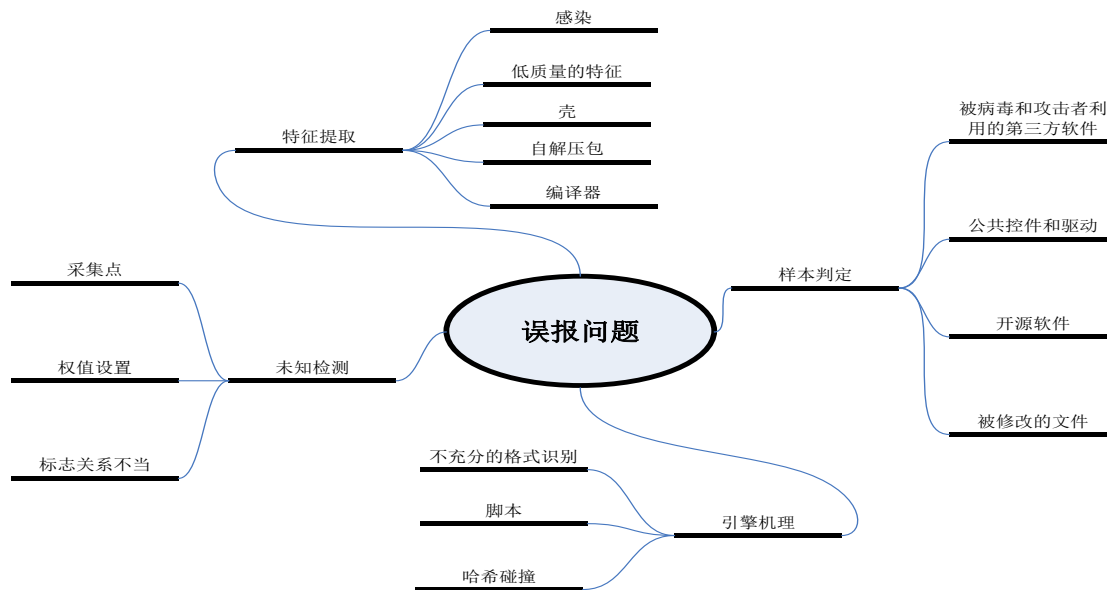 感染
低质量的特征
壳
自解压包
编译器
特征提取
被病毒和攻击者利
用的第三方软件
公共控件和驱动
开源软件
被修改的文件
样本判定
误报问题
采集点
权值设置
标志关系不当
未知检测
不充分的格式识别
脚本
哈希碰撞
引擎机理